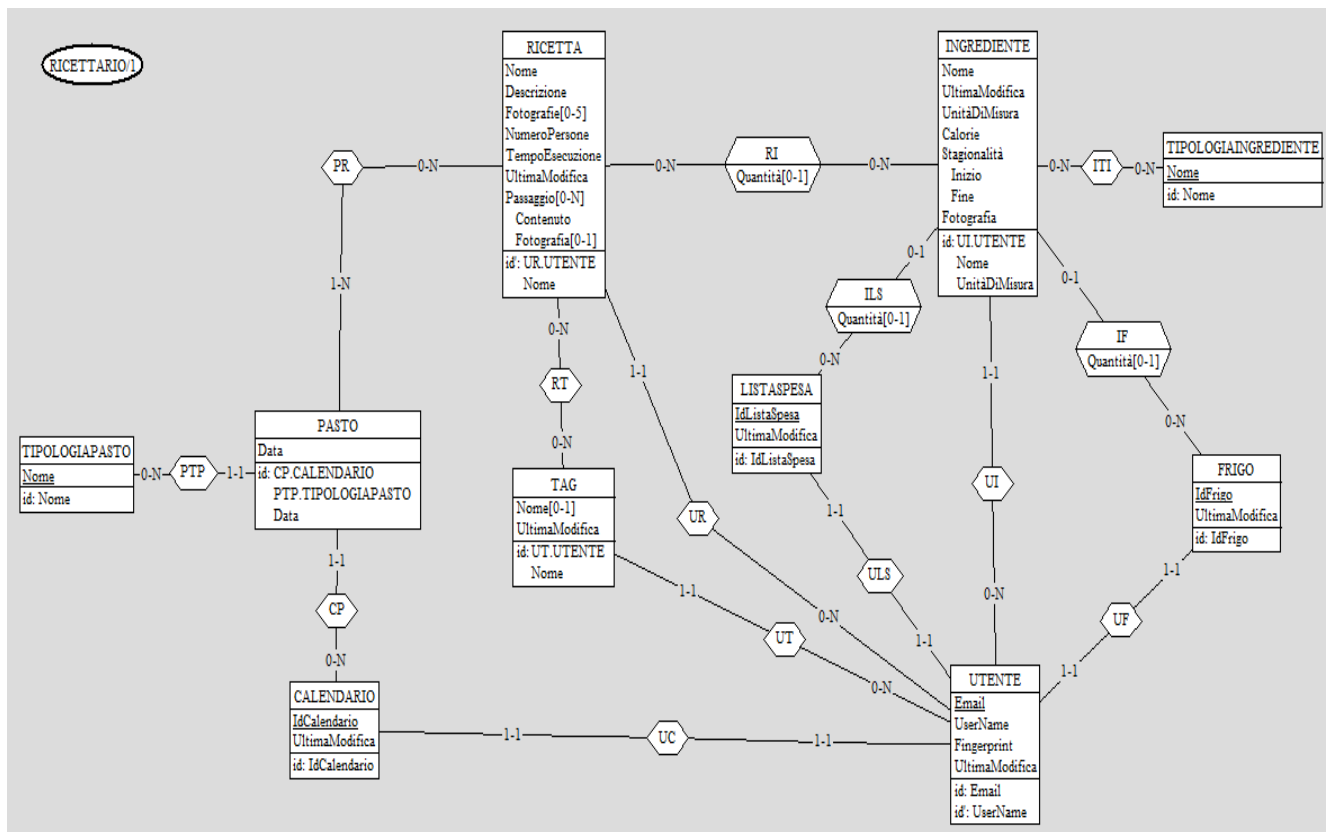 RICETTARIO/1
RICETTA
Nome
Descrizione
Fotografie[0-5]
NumeroPersone
TempoEsecuzione
UltimaModifica
Passaggio[0-N]
Contenuto
Fotografia[0-1]
id': UR.UTENTE
Nome
INGREDIENTE
Nome
UltimaModifica
UnitàDiMisura
Calorie
Stagionalità
Inizio
Fine
Fotografia
id: UI.UTENTE
Nome
UnitàDiMisura
TIPOLOGIAINGREDIENTE
Nome
id: Nome
0-N
ITI
0-N
0-N
RI
Quantità[0-1]
0-N
PR
0-N
1-N
0-1
ILS
Quantità[0-1]
0-N
0-1
IF
Quantità[0-1]
0-N
0-N
RT
0-N
1-1
UR
0-N
1-1
UI
0-N
LISTASPESA
IdListaSpesa
UltimaModifica
id: IdListaSpesa
1-1
ULS
1-1
FRIGO
IdFrigo
UltimaModifica
id: IdFrigo
1-1
UF
1-1
TIPOLOGIAPASTO
Nome
id: Nome
0-N
PTP
1-1
PASTO
Data
id: CP.CALENDARIO
PTP.TIPOLOGIAPASTO
Data
TAG
Nome[0-1]
UltimaModifica
id: UT.UTENTE
Nome
1-1
UT
0-N
1-1
CP
0-N
CALENDARIO
IdCalendario
UltimaModifica
id: IdCalendario
1-1
UC
1-1
UTENTE
Email
UserName
Fingerprint
UltimaModifica
id: Email
id': UserName